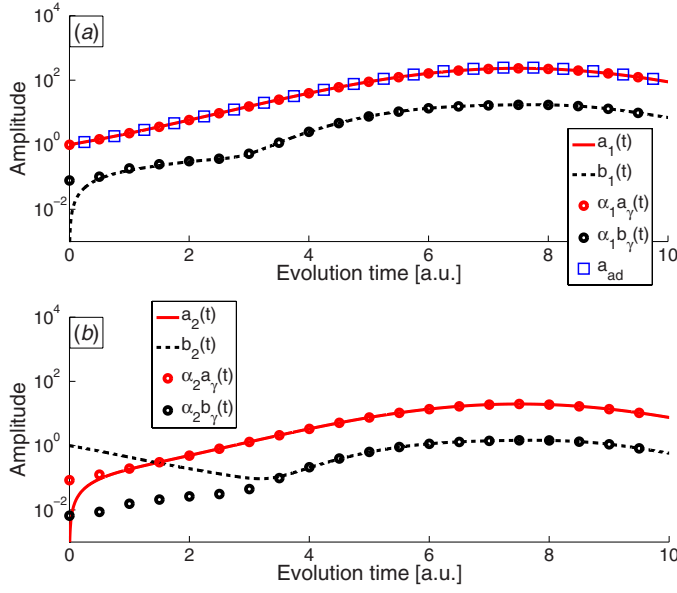 (a)
Amplitude
10^4
10^2
10^0
10^-2
0 2 4 6 8 10
Evolution time [a.u.]
a_1(t)
b_1(t)
α_1a_γ(t)
α_1b_γ(t)
a_ad
(b)
Amplitude
10^4
10^2
10^0
10^-2
0 2 4 6 8 10
Evolution time [a.u.]
a_2(t)
b_2(t)
α_2a_γ(t)
α_2b_γ(t)